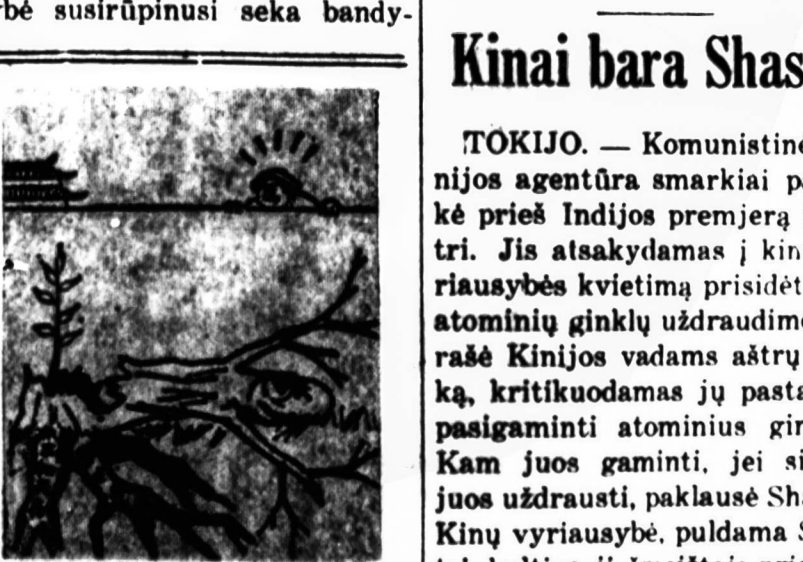 bė susirūpinusi seka bandy-
Kinai bara Shas
TOKIJO. — Komunistinė
nijos agentūra smarkiai p
kė prieš Indijos premjerą
tri. Jis atsakydamas į kin
riausybės kvietimą prisidėt
atominių ginklų uždraudim
rašė Kinijos vadams aštrų
ką, kritikuodamas jų pasta
pasigaminti atominius gin
Kam juos gaminti, jei si
juos uždrausti, paklausė Sha
Kinų vyriausybė, puldama S